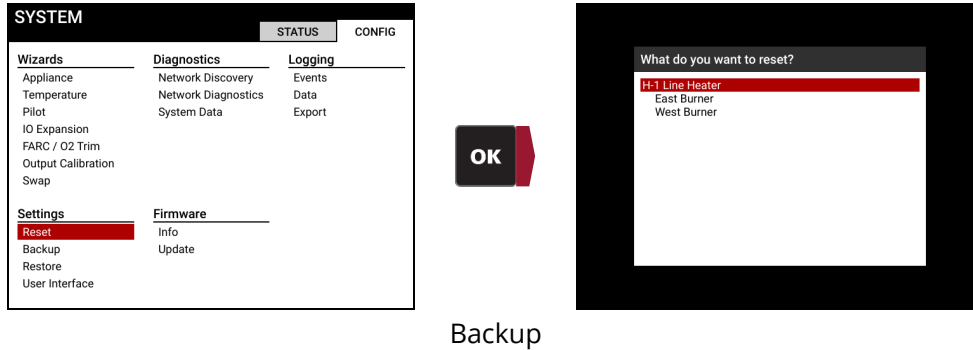 SYSTEM
STATUS
CONFIG
Wizards
Appliance
Temperature
Pilot
IO Expansion
FARC / O2 Trim
Output Calibration
Swap
Diagnostics
Network Discovery
Network Diagnostics
System Data
Logging
Events
Data
Export
Settings
Reset
Backup
Restore
User Interface
Firmware
Info
Update
OK
What do you want to reset?
H-1 Line Heater
East Burner
West Burner
Backup